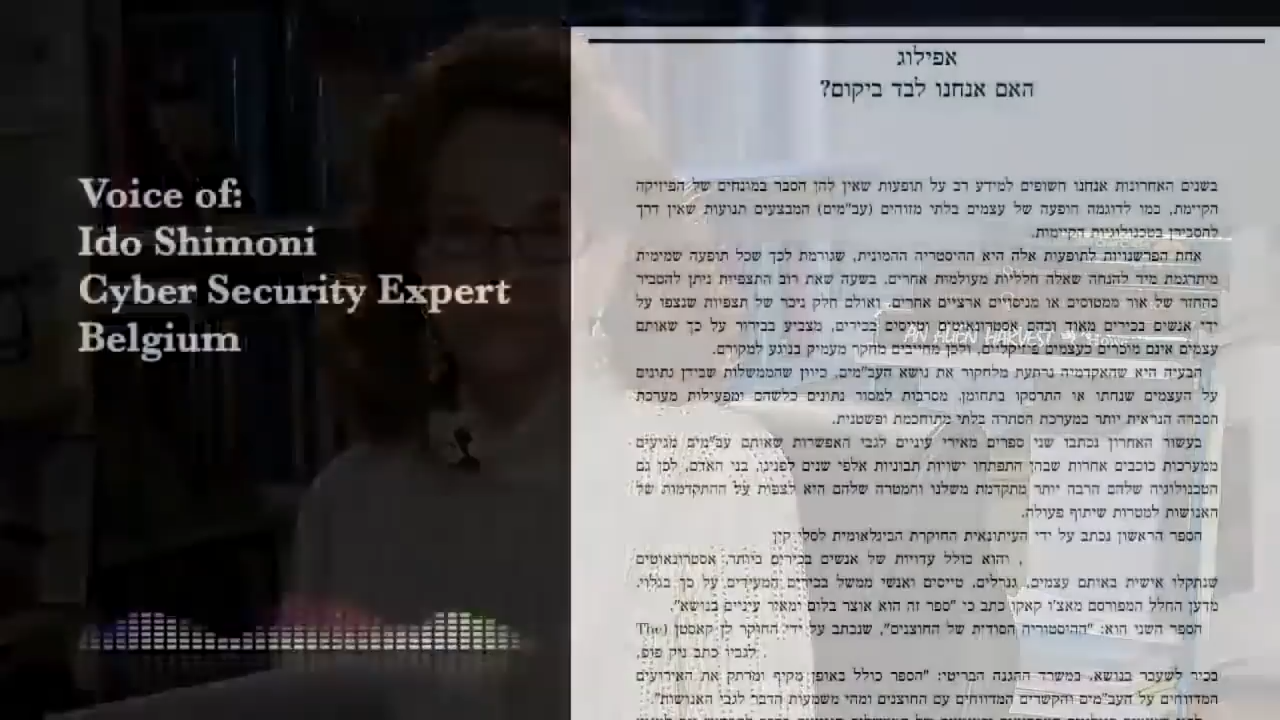 Voice of:
Ido Shimoni
Cyber Security Expert
Belgium
אפילוג
האם אנחנו לבד ביקום?
בשנים האחרונות אנחנו חשופים למידע רב על תופעות שאין להן הסבר במונחים של הפיזיקה
הקיימת, כמו לדוגמה הופעה של עצמים בלתי מזוהים (עב״מים) המבצעים תנועות שאין דרך
להסבירן בטכנולוגיות הקיימות.
אחת הפרשנויות לתופעות אלה היא ההיסטריה ההמונית, שגורמת לכך שכל תופעה שמימית
מיתרגמת מיד להנחה שאלה חלליות מעולמות אחרים, בשעה שאת רוב התצפיות ניתן להסביר
כהחזר של אור ממטוסים או מניסויים ארציים אחרים. ואולם חלק ניכר של תצפיות שנצפו על
ידי אנשים בכירים מאוד ובהם אסטרונאוטים וטייסים בכירים, מצביע בבירור על כך שאותם
עצמים אינם מוכרים כעצמים פיזיקליים, ולכן מחייבים מחקר מעמיק בנוגע למקורם.
הבעיה היא שהאקדמיה נרתעת מלחקור את נושא העב״מים, כיוון שהממשלות שבידן נתונים
על העצמים שנחתו או התרסקו בתחומן, מסרבות למסור נתונים כלשהם ומפעילות מערכת
הסבחה הנראית יותר כמערכת הסתרה בלתי מתוחכמת ופשטנית.
בעשור האחרון נכתבו שני ספרים מאירי עיניים לגבי האפשרות שאותם עב״מים מגיעים
ממערכות כוכבים אחרות שבהן התפתחו ישויות תבוניות אלפי שנים לפנינו, בני האדם, לכן גם
הטכנולוגיה שלהם הרבה יותר מתקדמת משלנו והמטרה שלהם היא לצפות על ההתקדמות של
האנושות למטרות שיתוף פעולה.
הספר הראשון נכתב על ידי העיתונאית החוקרת הבינלאומית לסלי קין
, והוא כולל עדויות של אנשים בכירים ביותר, אסטרונאוטים
שנתקלו אישית באותם עצמים, גנרלים, טייסים ואנשי ממשל בכירים המעידים על כך בגלוי.
מדען החלל המפורסם מאצ'ו קאקו כתב כי ״ספר זה הוא אוצר בלום ומאיר עיניים בנושא״.
הספר השני הוא: ״ההיסטוריה הסודית של החוצנים״, שנכתב על ידי החוקר לן קאסטן (The
. לגביו כתב ניק פופ,
בכיר לשעבר בנושא, במשרד ההגנה הבריטי: ״הספר כולל באופן מקיף ומרתק את האירועים
המדווחים על העב״מים והקשרים המדווחים עם החוצנים ומהי משמעות הדבר לגבי האנושות״.
AN ALIEN HARVEST